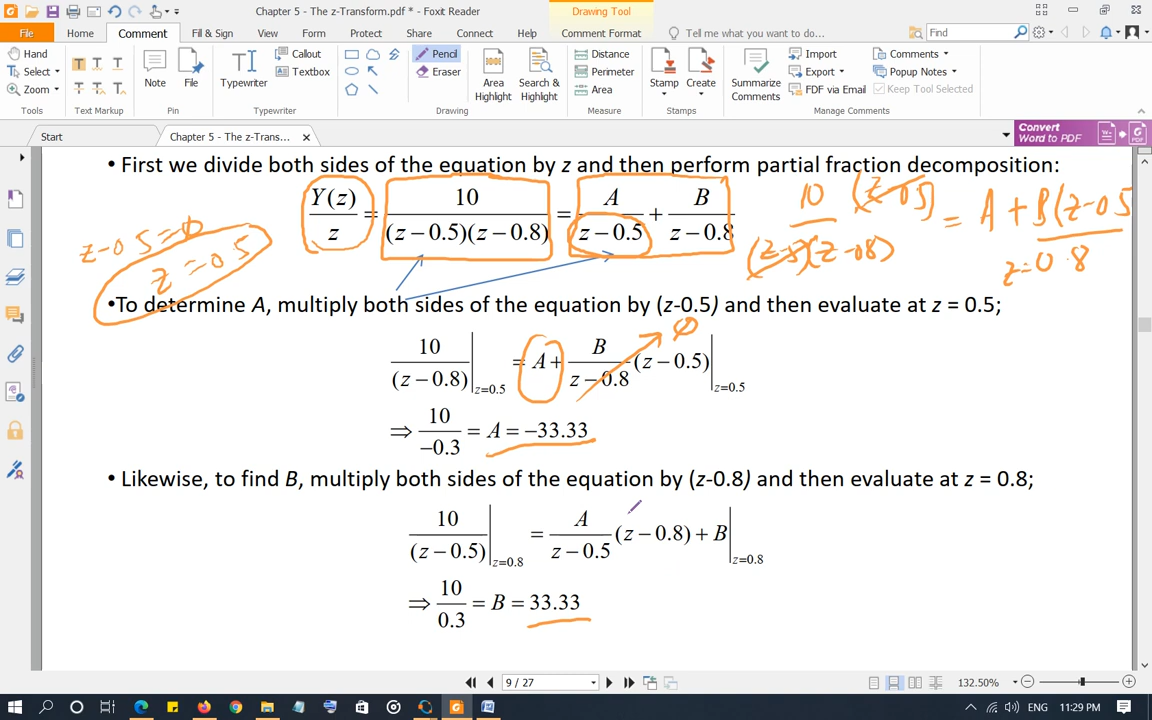 Chapter 5 - The z-Transform.pdf * - Foxit Reader
Drawing Tool
File Home Comment Fill & Sign View Form Protect Share Connect Help Comment Format Tell me what you want to do... Find
Hand Callout Pencil Distance Import Comments
Select Textbox Eraser Perimeter Export Popup Notes
Zoom Note File Typewriter Area Highlight Search & Highlight Area Stamp Create Summarize Comments FDF via Email Keep Tool Selected
Tools Text Markup Pin Typewriter Drawing Measure Stamps Manage Comments
Start Chapter 5 - The z-Tran... Convert Word to PDF
• First we divide both sides of the equation by z and then perform partial fraction decomposition:
Y(z)/z = 10/((z − 0.5)(z − 0.8)) = A/(z − 0.5) + B/(z − 0.8)
10 (z-0.5) = A + B(z-0.5
(z-0.8)
z=0.8
z-0.5=0
z=0.5
•To determine A, multiply both sides of the equation by (z-0.5) and then evaluate at z = 0.5;
10/(z − 0.8)|z=0.5 = A + B/(z − 0.8) (z − 0.5)|z=0.5
⇒ 10/−0.3 = A = −33.33
• Likewise, to find B, multiply both sides of the equation by (z-0.8) and then evaluate at z = 0.8;
10/(z − 0.5)|z=0.8 = A/(z − 0.5) (z − 0.8) + B|z=0.8
⇒ 10/0.3 = B = 33.33
9 / 27 132.50%
ENG 11:29 PM